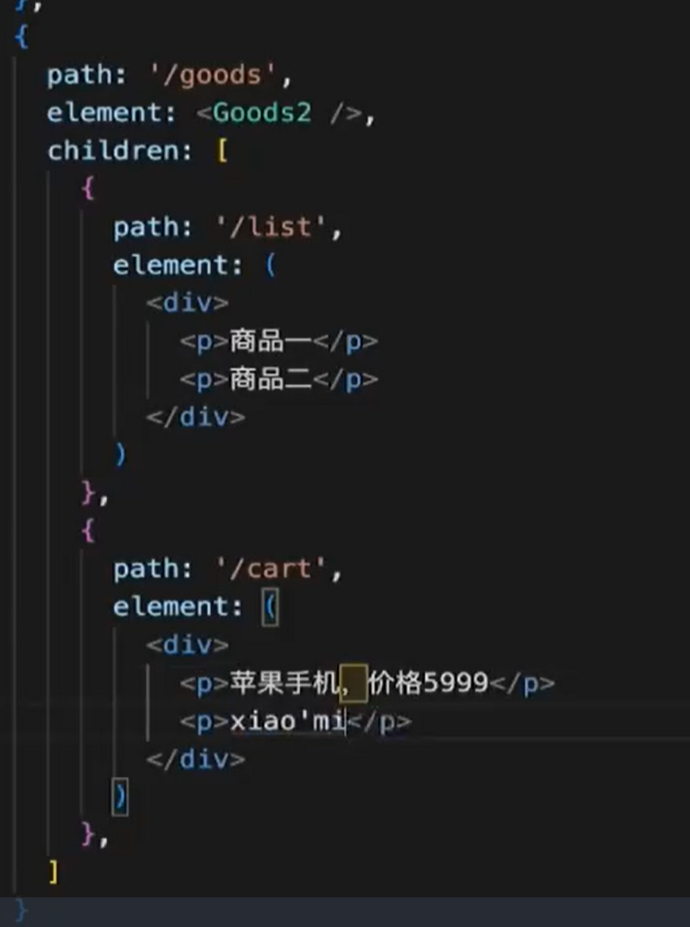 },
{
path: '/goods',
element: <Goods2 />,
children: [
{
path: '/list',
element: (
<div>
<p>商品一</p>
<p>商品二</p>
</div>
)
},
{
path: '/cart',
element: (
<div>
<p>苹果手机，价格5999</p>
<p>xiao'mi</p>
</div>
)
},
]
}